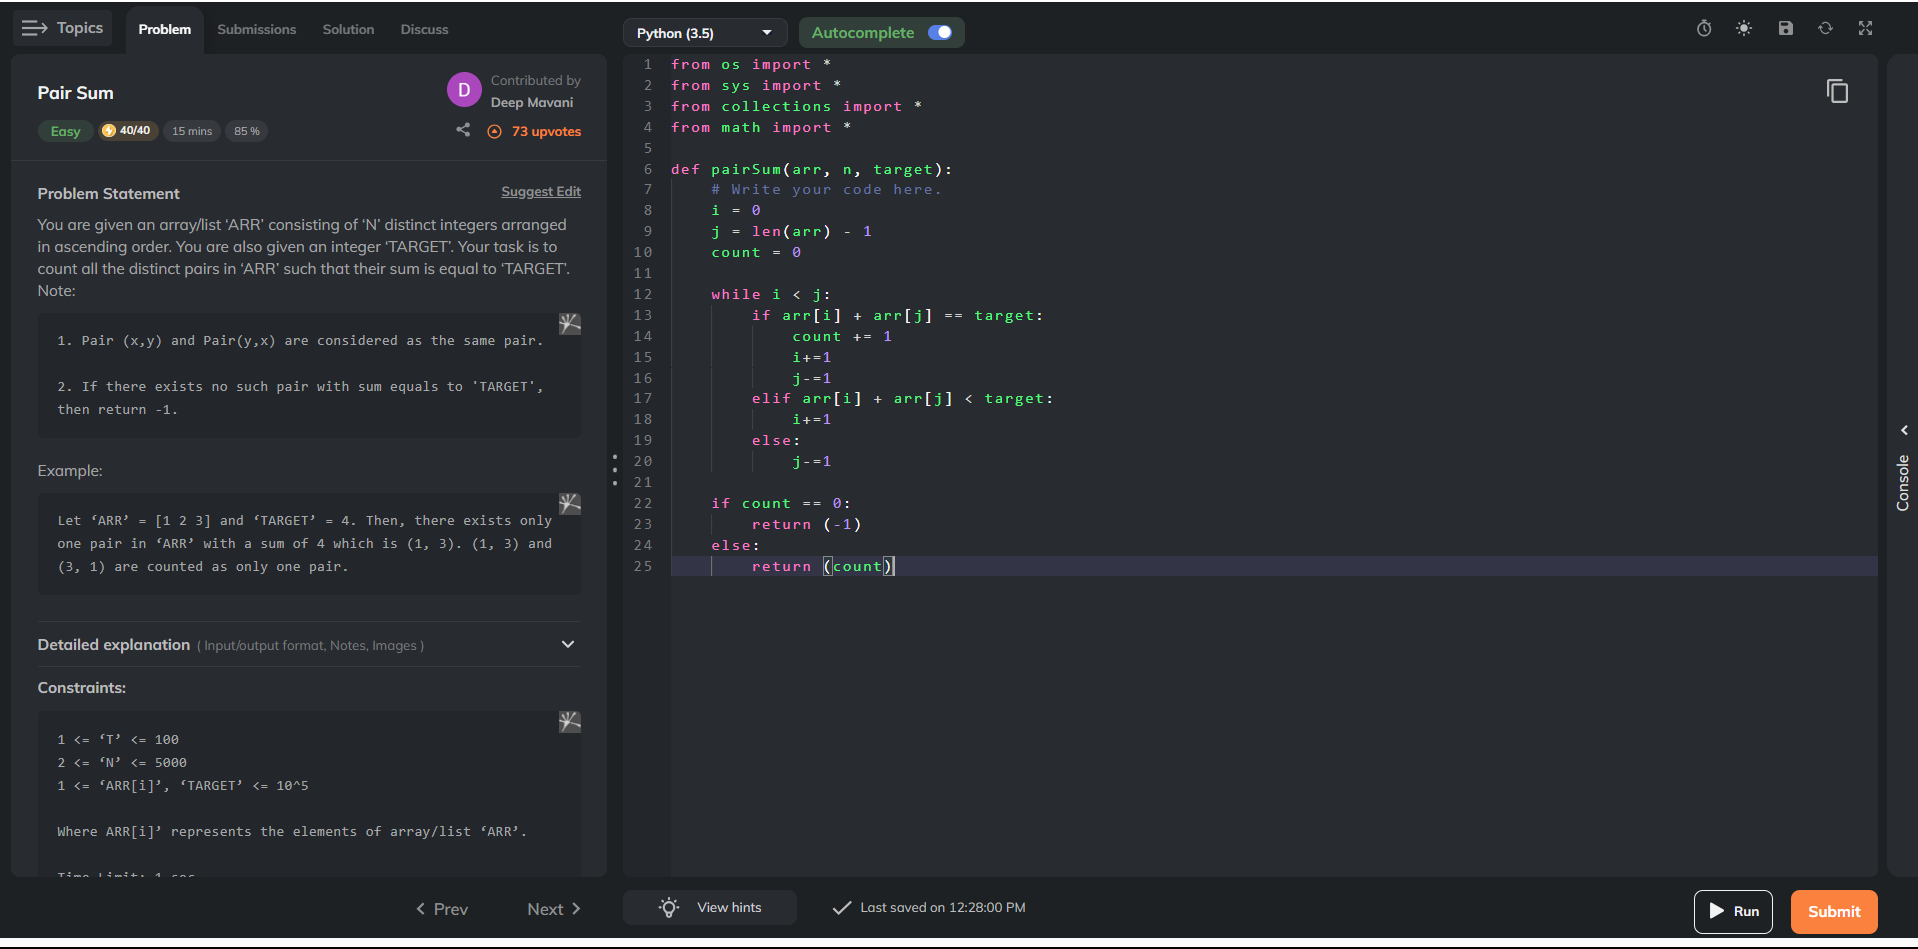 Topics
Problem
Submissions
Solution
Discuss
Pair Sum
D
Contributed by
Deep Mavani
Easy
40/40
15 mins
85 %
73 upvotes
Problem Statement
Suggest Edit
You are given an array/list ‘ARR’ consisting of ‘N’ distinct integers arranged
in ascending order. You are also given an integer ‘TARGET’. Your task is to
count all the distinct pairs in ‘ARR’ such that their sum is equal to ‘TARGET’.
Note:
1. Pair (x,y) and Pair(y,x) are considered as the same pair.
2. If there exists no such pair with sum equals to 'TARGET',
then return -1.
Example:
Let ‘ARR’ = [1 2 3] and ‘TARGET’ = 4. Then, there exists only
one pair in ‘ARR’ with a sum of 4 which is (1, 3). (1, 3) and
(3, 1) are counted as only one pair.
Detailed explanation ( Input/output format, Notes, Images )
Constraints:
1 <= ‘T’ <= 100
2 <= ‘N’ <= 5000
1 <= ‘ARR[i]’, ‘TARGET’ <= 10^5
Where ARR[i]’ represents the elements of array/list ‘ARR’.
Time Limit: 1 sec
Prev
Next
Python (3.5)
Autocomplete
1 from os import *
2 from sys import *
3 from collections import *
4 from math import *
5
6 def pairSum(arr, n, target):
7     # Write your code here.
8     i = 0
9     j = len(arr) - 1
10     count = 0
11
12     while i < j:
13         if arr[i] + arr[j] == target:
14             count += 1
15             i+=1
16             j-=1
17         elif arr[i] + arr[j] < target:
18             i+=1
19         else:
20             j-=1
21
22     if count == 0:
23         return (-1)
24     else:
25         return (count)
Console
View hints
Last saved on 12:28:00 PM
Run
Submit